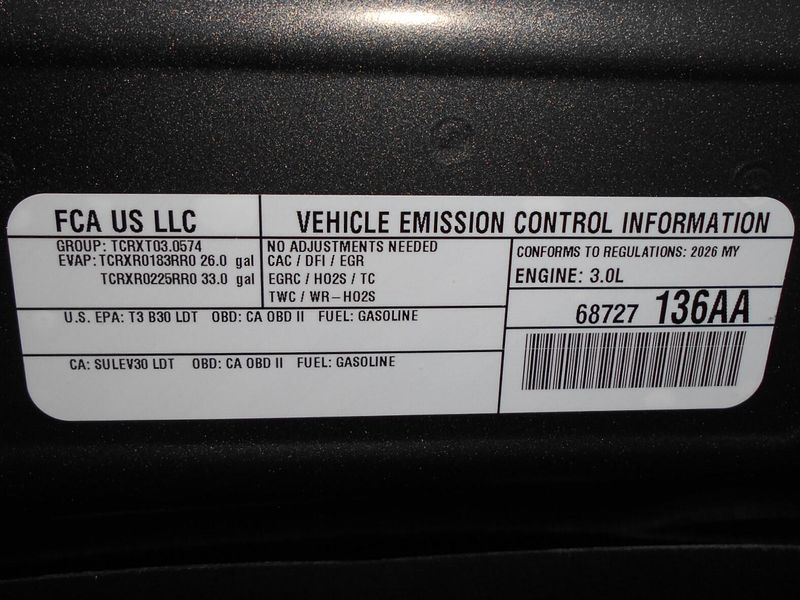 FCA US LLC
VEHICLE EMISSION CONTROL INFORMATION
GROUP: TCRXT03.0574
EVAP: TCRXR0183RR0 26.0 gal
TCRXR0225RR0 33.0 gal
NO ADJUSTMENTS NEEDED
CAC / DFI / EGR
EGRC / HO2S / TC
TWC / WR-HO2S
CONFORMS TO REGULATIONS: 2026 MY
ENGINE: 3.0L
U.S. EPA: T3 B30 LDT OBD: CA OBD II FUEL: GASOLINE
68727 136AA
CA: SULEV30 LDT OBD: CA OBD II FUEL: GASOLINE